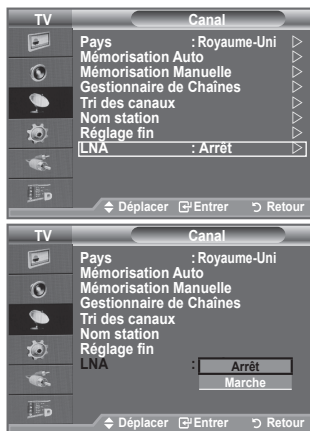 TV Canal
Pays : Royaume-Uni
Mémorisation Auto
Mémorisation Manuelle
Gestionnaire de Chaînes
Tri des canaux
Nom station
Réglage fin
LNA : Arrêt
Déplacer Entrer Retour
TV Canal
Pays : Royaume-Uni
Mémorisation Auto
Mémorisation Manuelle
Gestionnaire de Chaînes
Tri des canaux
Nom station
Réglage fin
LNA : Arrêt
Marche
Déplacer Entrer Retour